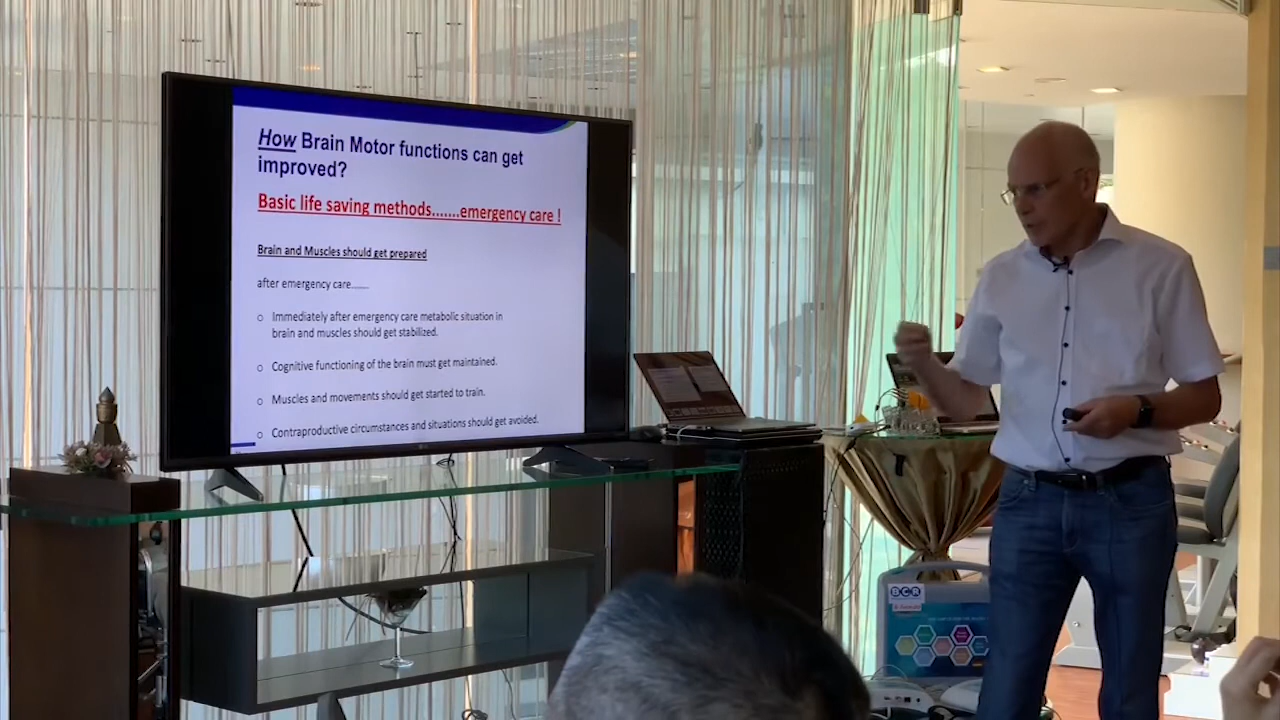 How Brain Motor functions can get
improved?
Basic life saving methods.......emergency care !
Brain and Muscles should get prepared
after emergency care......
o Immediately after emergency care metabolic situation in
brain and muscles should get stabilized.
o Cognitive functioning of the brain must get maintained.
o Muscles and movements should get started to train.
o Contraproductive circumstances and situations should get avoided.
BCR